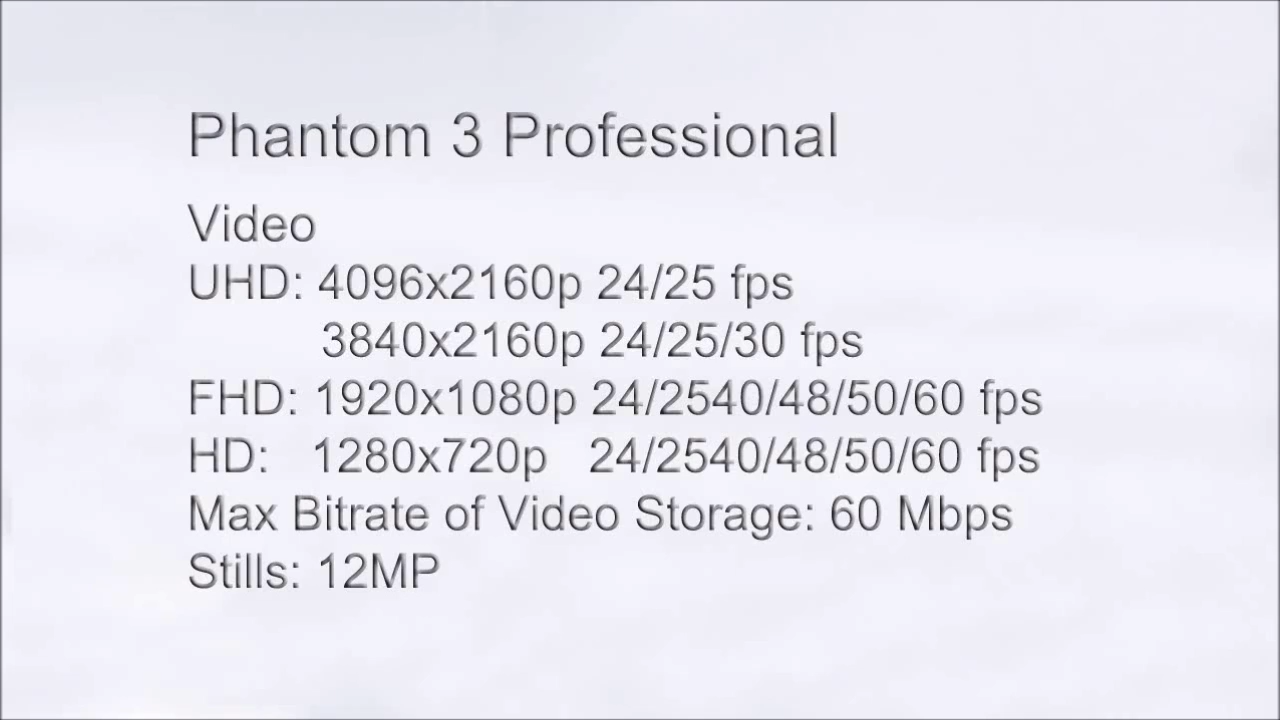 Phantom 3 Professional
Video
UHD: 4096x2160p 24/25 fps
3840x2160p 24/25/30 fps
FHD: 1920x1080p 24/2540/48/50/60 fps
HD: 1280x720p 24/2540/48/50/60 fps
Max Bitrate of Video Storage: 60 Mbps
Stills: 12MP